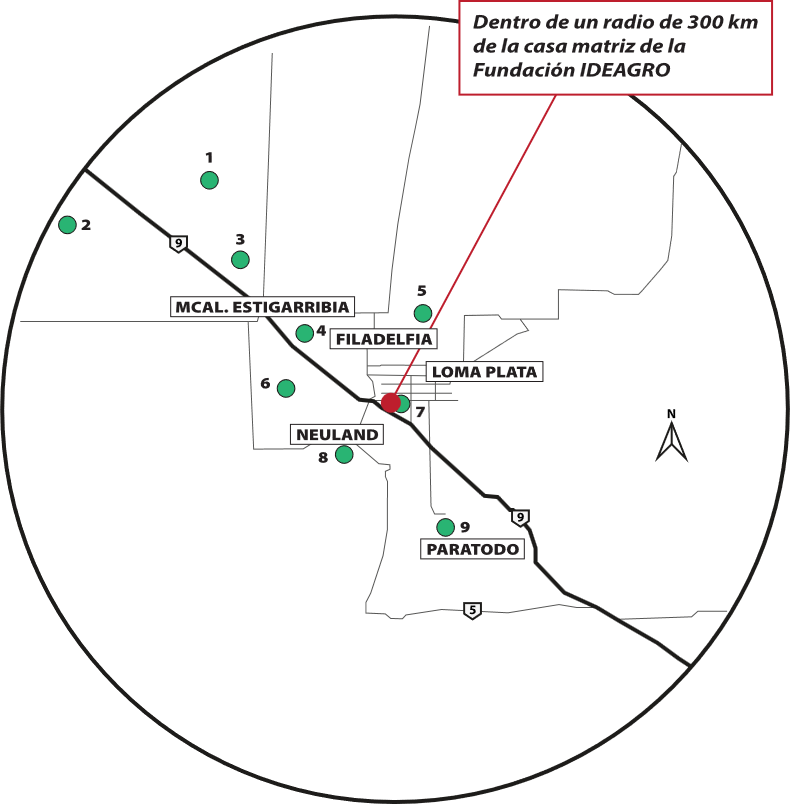 Dentro de un radio de 300 km
de la casa matriz de la
Fundación IDEAGRO
1
2
9
3
5
MCAL. ESTIGARRIBIA
4
FILADELFIA
LOMA PLATA
6
7
N
NEULAND
8
9
9
PARATODO
5